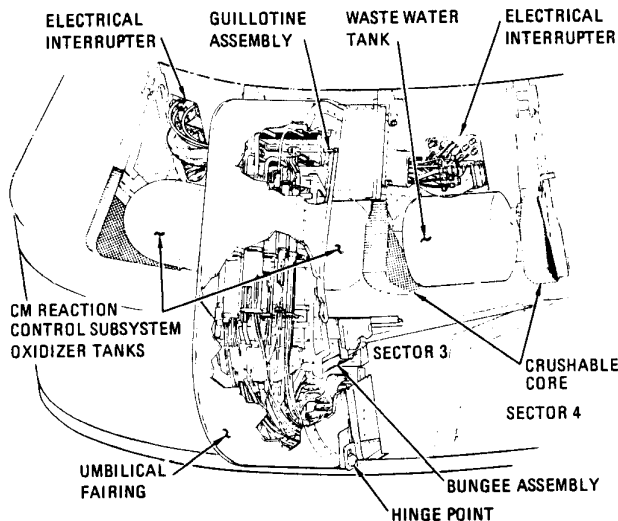 ELECTRICAL
INTERRUPTER
GUILLOTINE
ASSEMBLY
WASTE WATER
TANK
ELECTRICAL
INTERRUPTER
CM REACTION
CONTROL SUBSYSTEM
OXIDIZER TANKS
SECTOR 3
CRUSHABLE
CORE
SECTOR 4
UMBILICAL
FAIRING
BUNGEE ASSEMBLY
HINGE POINT